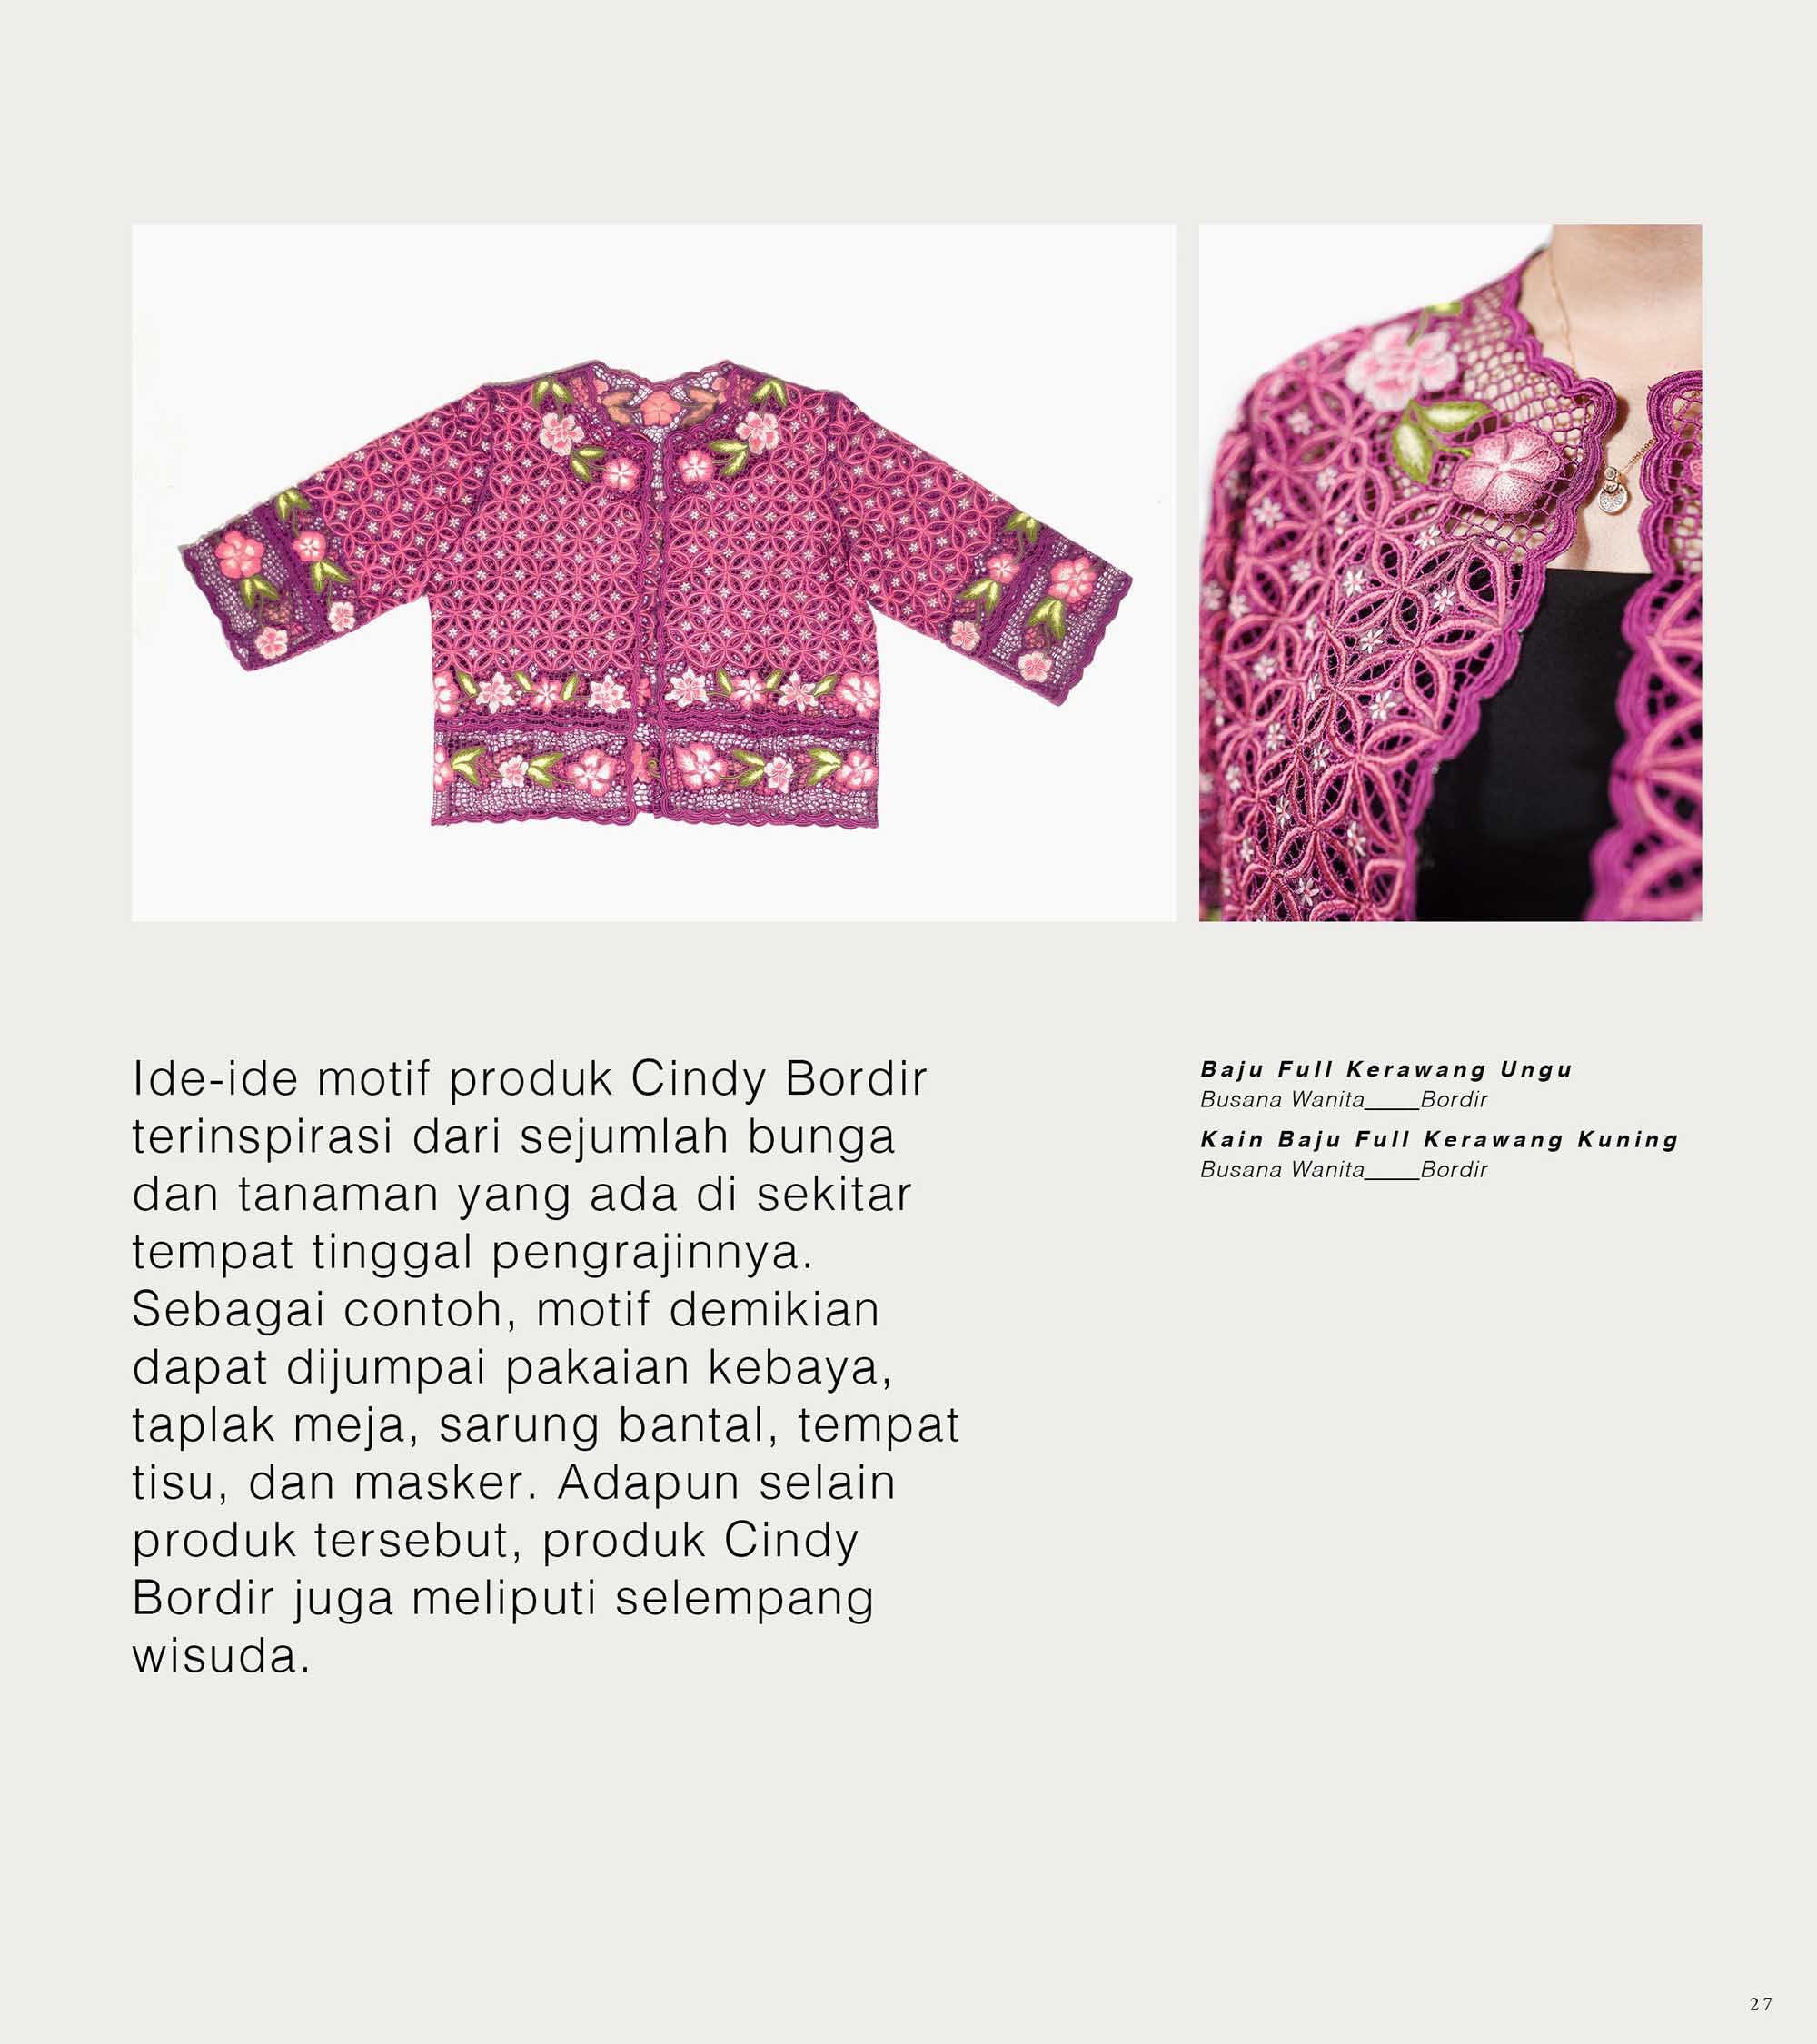 Ide-ide motif produk Cindy Bordir
terinspirasi dari sejumlah bunga
dan tanaman yang ada di sekitar
tempat tinggal pengrajinnya.
Sebagai contoh, motif demikian
dapat dijumpai pakaian kebaya,
taplak meja, sarung bantal, tempat
tisu, dan masker. Adapun selain
produk tersebut, produk Cindy
Bordir juga meliputi selempang
wisuda.
Baju Full Kerawang Ungu
Busana Wanita____Bordir
Kain Baju Full Kerawang Kuning
Busana Wanita____Bordir
27